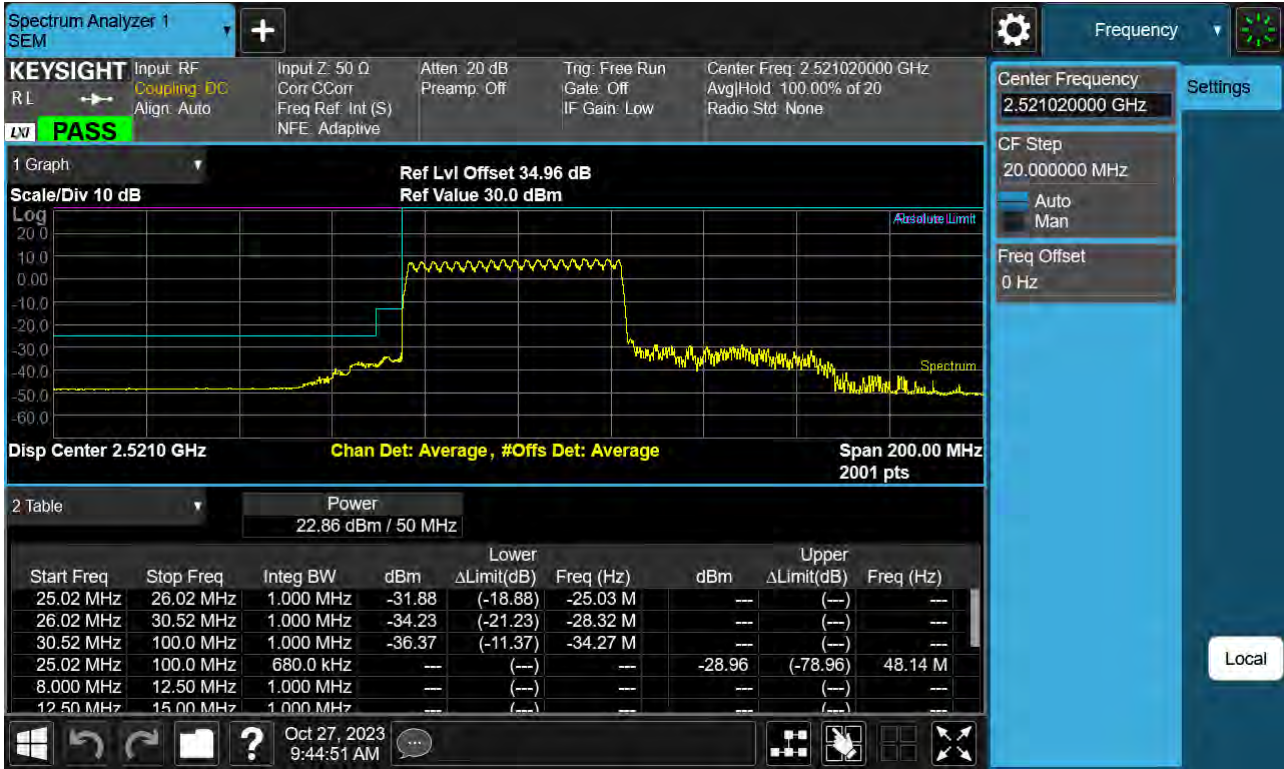 Spectrum Analyzer 1
SEM
Frequency
KEYSIGHT
Input: RF
Coupling: DC
Align: Auto
Input Z: 50 Ω
Corr CCorr
Freq Ref: Int (S)
NFE: Adaptive
Atten: 20 dB
Preamp: Off
Trig: Free Run
Gate: Off
IF Gain: Low
Center Freq: 2.521020000 GHz
Avg|Hold: 100.00% of 20
Radio Std: None
R L
LXI PASS
Center Frequency
2.521020000 GHz
Settings
CF Step
20.000000 MHz
Auto
Man
Freq Offset
0 Hz
Local
1 Graph
Scale/Div 10 dB
Ref Lvl Offset 34.96 dB
Ref Value 30.0 dBm
Log
20.0
10.0
0.00
-10.0
-20.0
-30.0
-40.0
-50.0
-60.0
Limit
Spectrum
Disp Center 2.5210 GHz
Chan Det: Average, #Offs Det: Average
Span 200.00 MHz
2001 pts
2 Table
Power
22.86 dBm / 50 MHz
Lower Upper
Start Freq Stop Freq Integ BW dBm ΔLimit(dB) Freq (Hz) dBm ΔLimit(dB) Freq (Hz)
25.02 MHz 26.02 MHz 1.000 MHz -31.88 (-18.88) -25.03 M --- (---) ---
26.02 MHz 30.52 MHz 1.000 MHz -34.23 (-21.23) -28.32 M --- (---) ---
30.52 MHz 100.0 MHz 1.000 MHz -36.37 (-11.37) -34.27 M --- (---) ---
25.02 MHz 100.0 MHz 680.0 kHz --- (---) --- -28.96 (-78.96) 48.14 M
8.000 MHz 12.50 MHz 1.000 MHz --- (---) --- --- (---) ---
12.50 MHz 15.00 MHz 1.000 MHz --- (---) --- --- (---) ---
Oct 27, 2023
9:44:51 AM